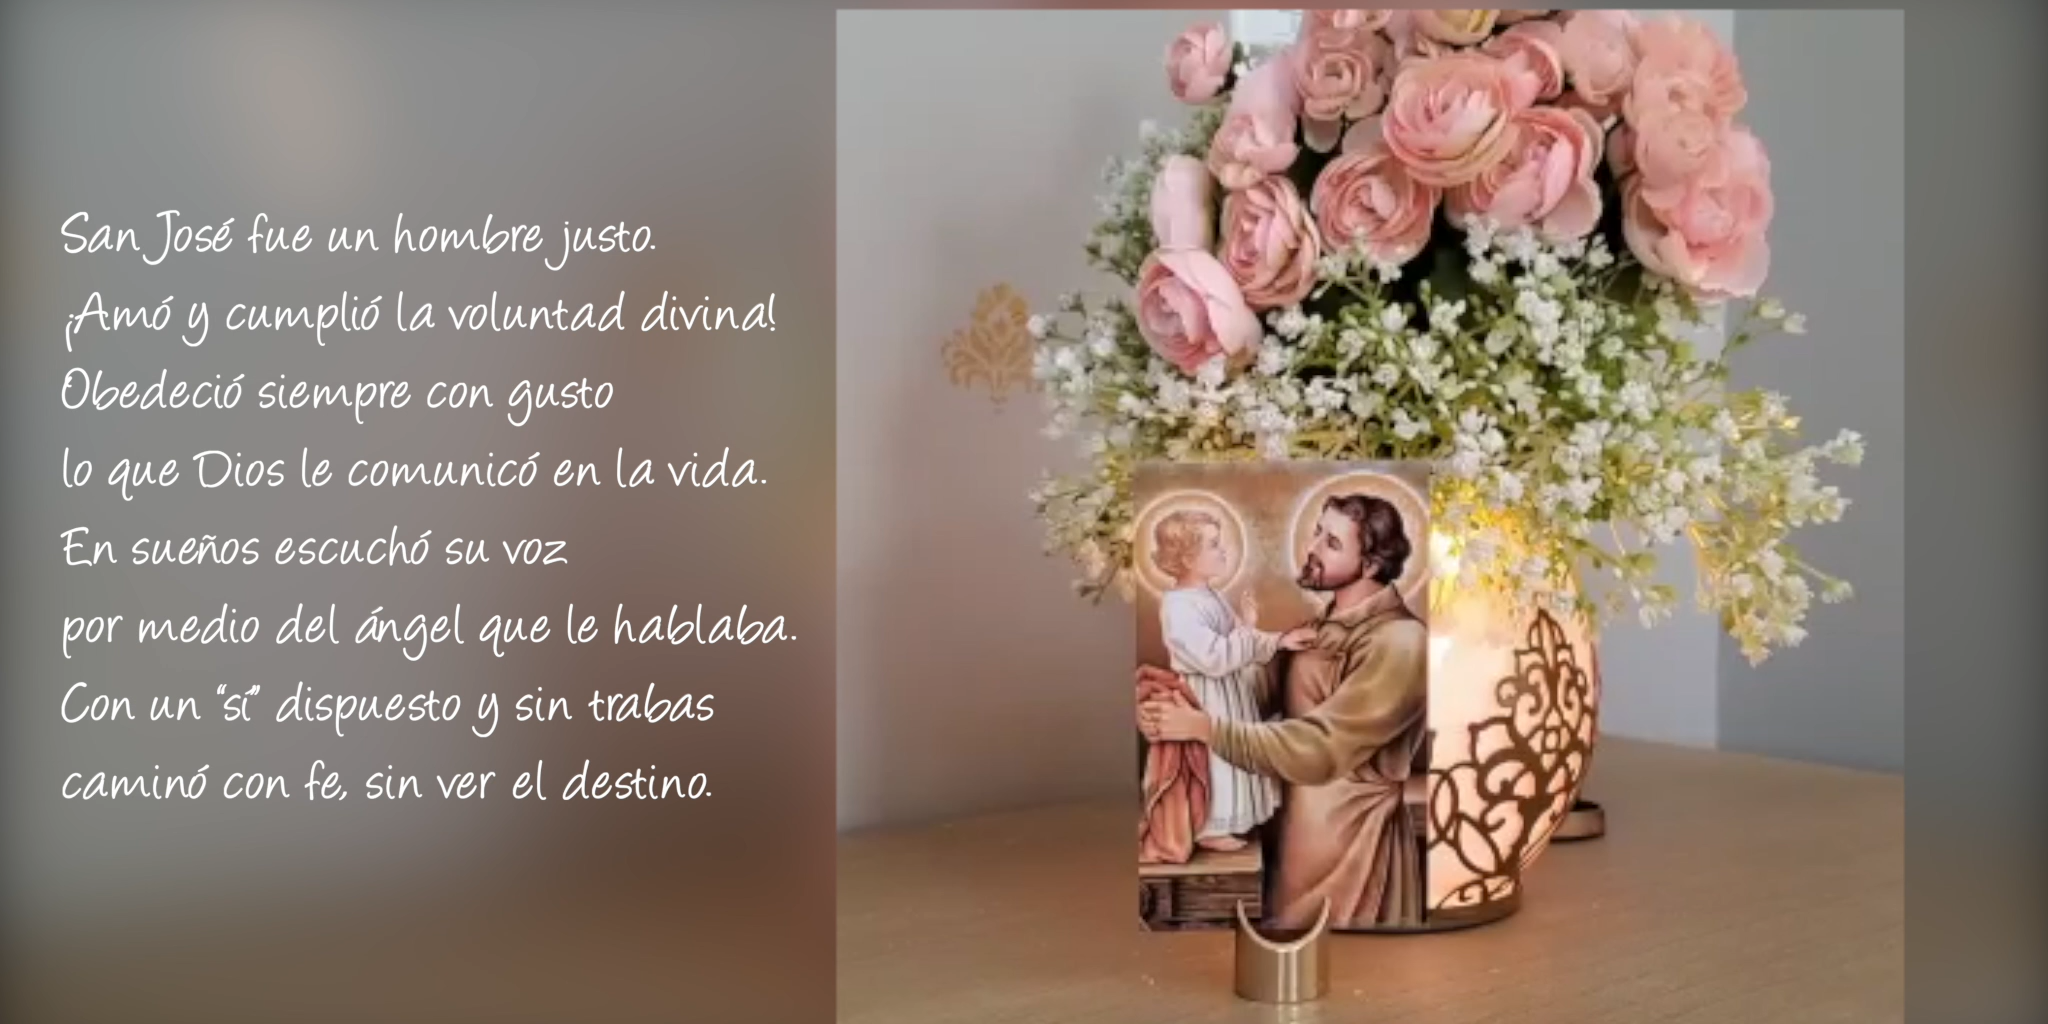 San José fue un hombre justo.
¡Amó y cumplió la voluntad divina!
Obedeció siempre con gusto
lo que Dios le comunicó en la vida.
En sueños escuchó su voz
por medio del ángel que le hablaba.
Con un “sí” dispuesto y sin trabas
caminó con fe, sin ver el destino.